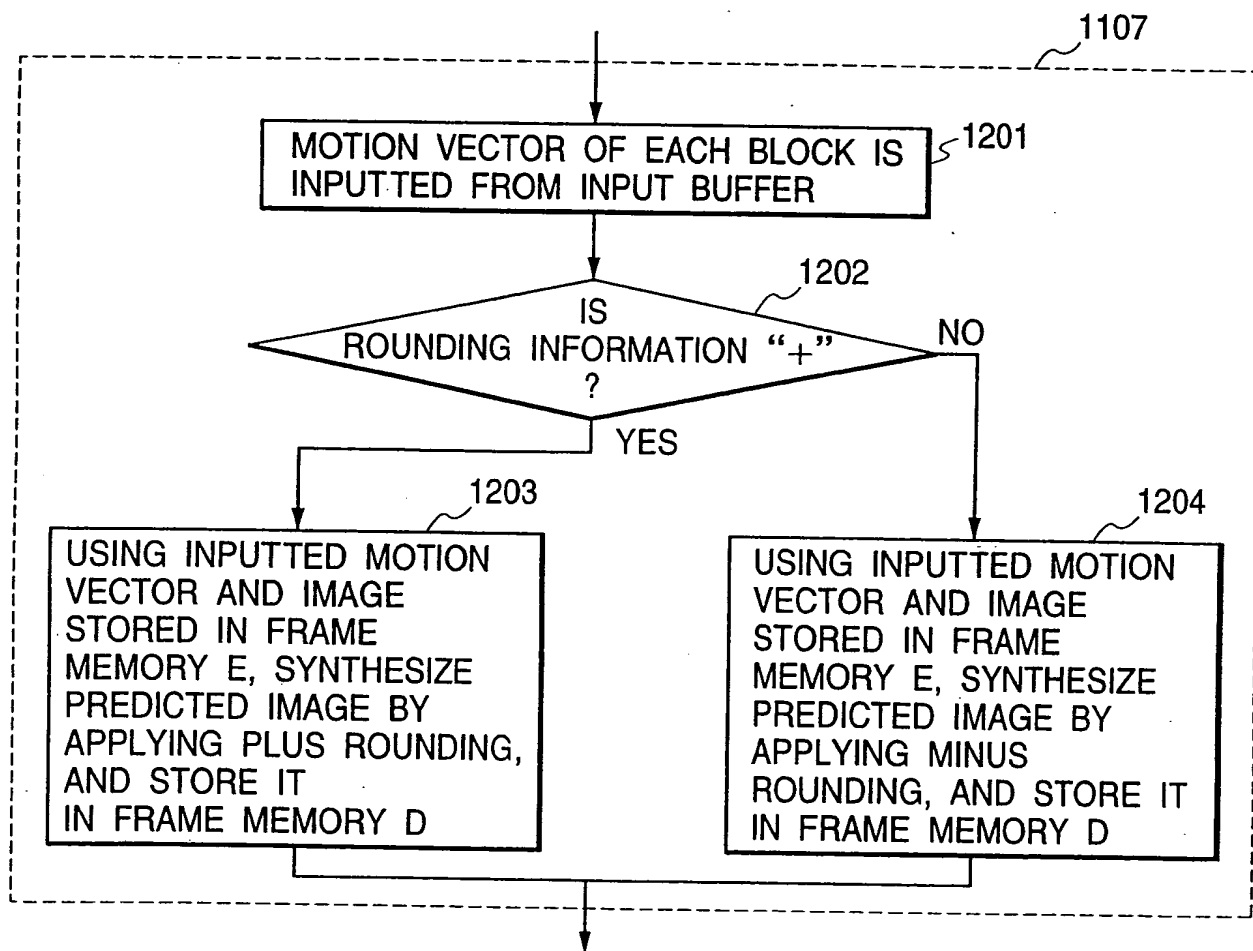 1107
MOTION VECTOR OF EACH BLOCK IS
INPUTTED FROM INPUT BUFFER
1201
1202
IS
ROUNDING INFORMATION “+”
?
NO
YES
1203
USING INPUTTED MOTION
VECTOR AND IMAGE
STORED IN FRAME
MEMORY E, SYNTHESIZE
PREDICTED IMAGE BY
APPLYING PLUS ROUNDING,
AND STORE IT
IN FRAME MEMORY D
1204
USING INPUTTED MOTION
VECTOR AND IMAGE
STORED IN FRAME
MEMORY E, SYNTHESIZE
PREDICTED IMAGE BY
APPLYING MINUS
ROUNDING, AND STORE IT
IN FRAME MEMORY D